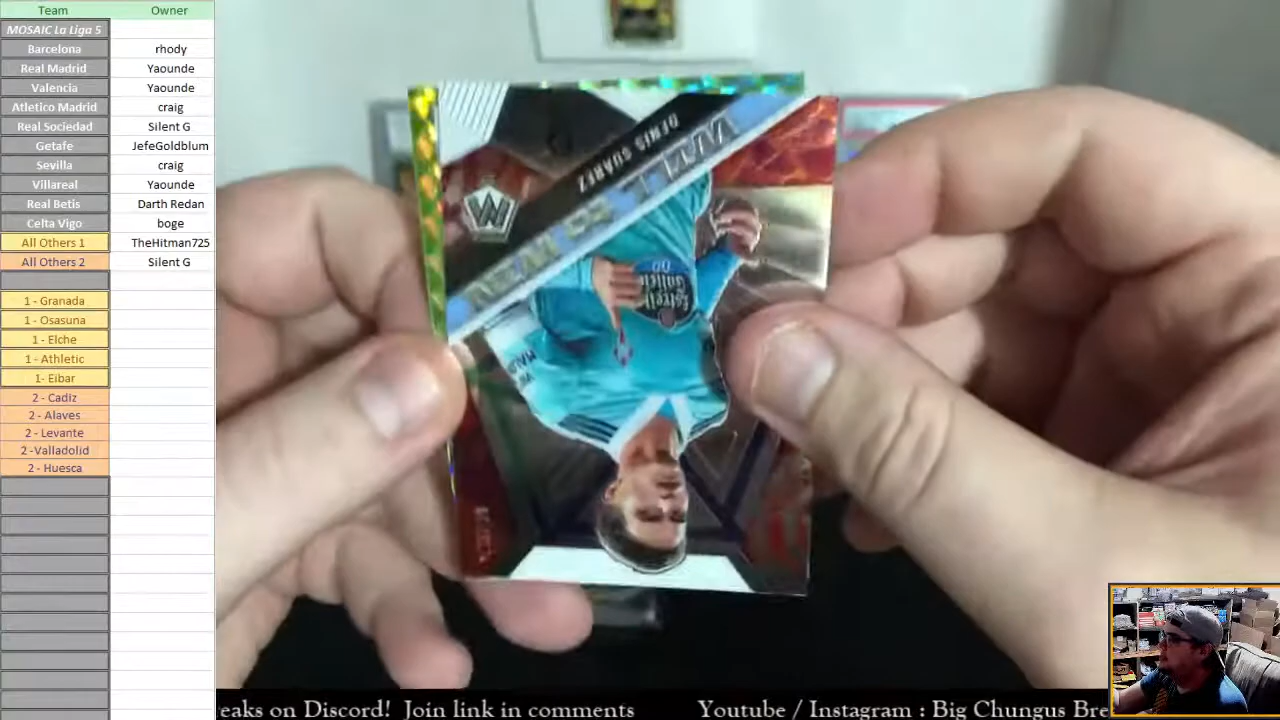 Team Owner
MOSAIC La Liga 5
Barcelona rhody
Real Madrid Yaounde
Valencia Yaounde
Atletico Madrid craig
Real Sociedad Silent G
Getafe JefeGoldblum
Sevilla craig
Villareal Yaounde
Real Betis Darth Redan
Celta Vigo boge
All Others 1 TheHitman725
All Others 2 Silent G
1 - Granada
1 - Osasuna
1 - Elche
1 - Athletic
1- Eibar
2 - Cadiz
2 - Alaves
2 - Levante
2 -Valladolid
2 - Huesca
DENIS SUAREZ
W
Estrella
Galicia
00
eaks on Discord! Join link in comments Youtube / Instagram : Big Chungus Bre